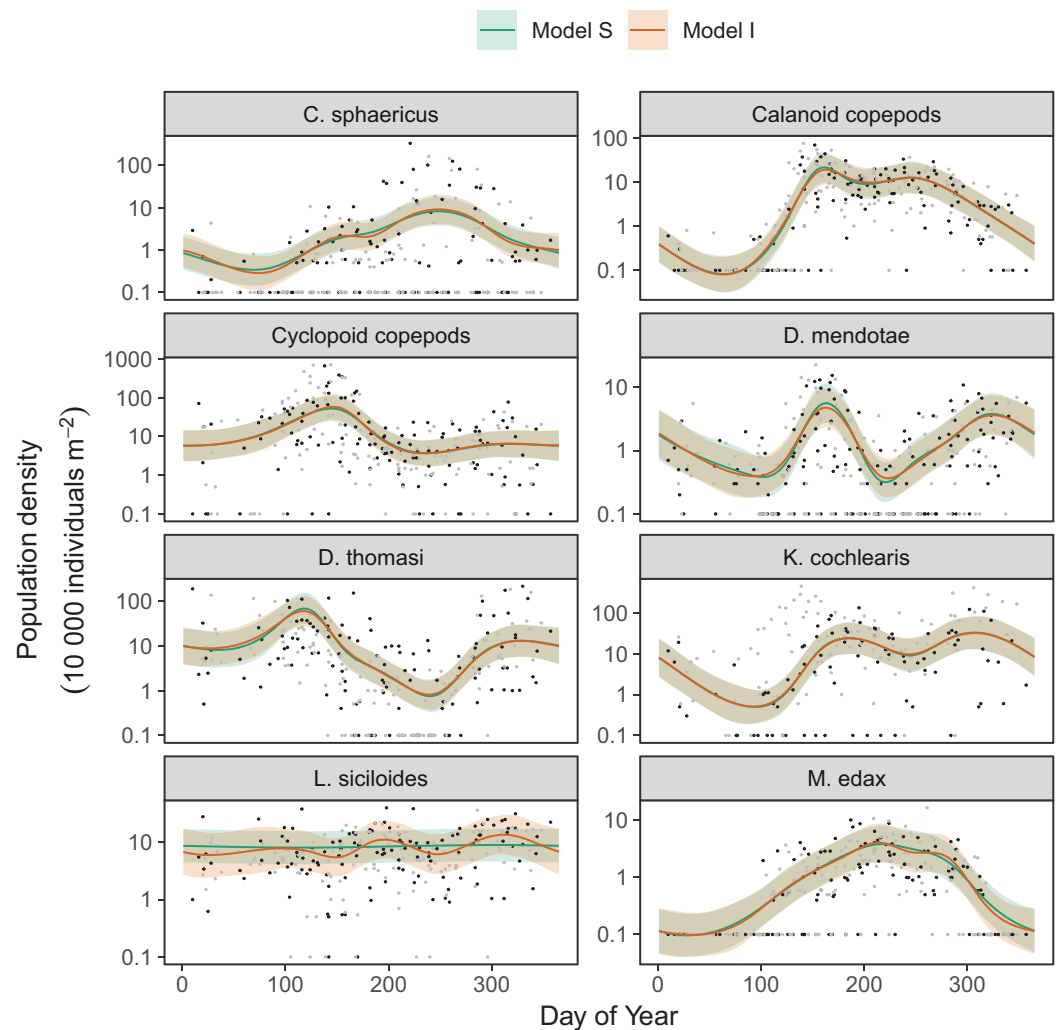 Model S Model I
C. sphaericus
Calanoid copepods
100
10
1
0.1
100
10
1
0.1
Cyclopoid copepods
D. mendotae
1000
100
10
1
0.1
10
1
0.1
D. thomasi
K. cochlearis
100
10
1
0.1
100
10
1
0.1
L. siciloides
M. edax
10
1
0.1
10
1
0.1
0 100 200 300
0 100 200 300
Day of Year
Population density
(10 000 individuals m⁻²)